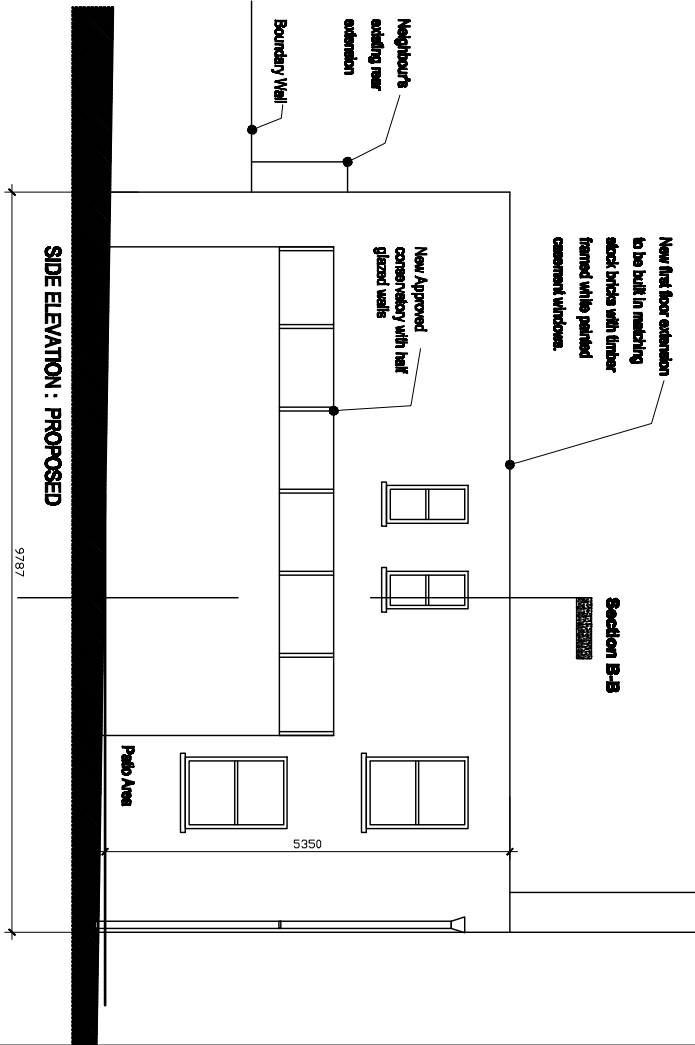 New first floor extension
to be built in matching
stock bricks with timber
framed white painted
casement windows.
Section B-B
Neighbour's
existing rear
extension
Boundary Wall
New Approved
conservatory with half
glazed walls
Patio Area
5350
9787
SIDE ELEVATION : PROPOSED